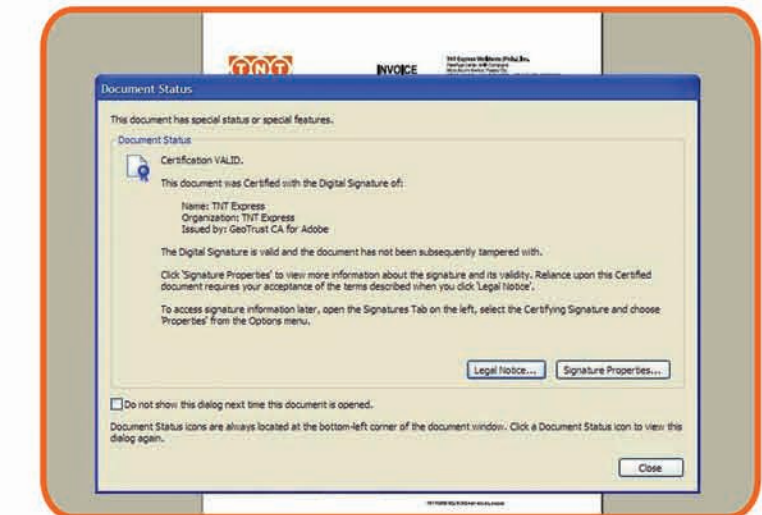 TNT
INVOICE
Document Status
This document has special status or special features.
Document Status
Certification VALID.
This document was Certified with the Digital Signature of:
Name: TNT Express
Organization: TNT Express
Issued by: GeoTrust CA for Adobe
The Digital Signature is valid and the document has not been subsequently tampered with.
Click 'Signature Properties' to view more information about the signature and its validity. Reliance upon this Certified
document requires your acceptance of the terms described when you click 'Legal Notice'.
To access signature information later, open the Signatures Tab on the left, select the Certifying Signature and choose
'Properties' from the Options menu.
Legal Notice... Signature Properties...
Do not show this dialog next time this document is opened.
Document Status icons are always located at the bottom-left corner of the document window. Click a Document Status icon to view this
dialog again.
Close